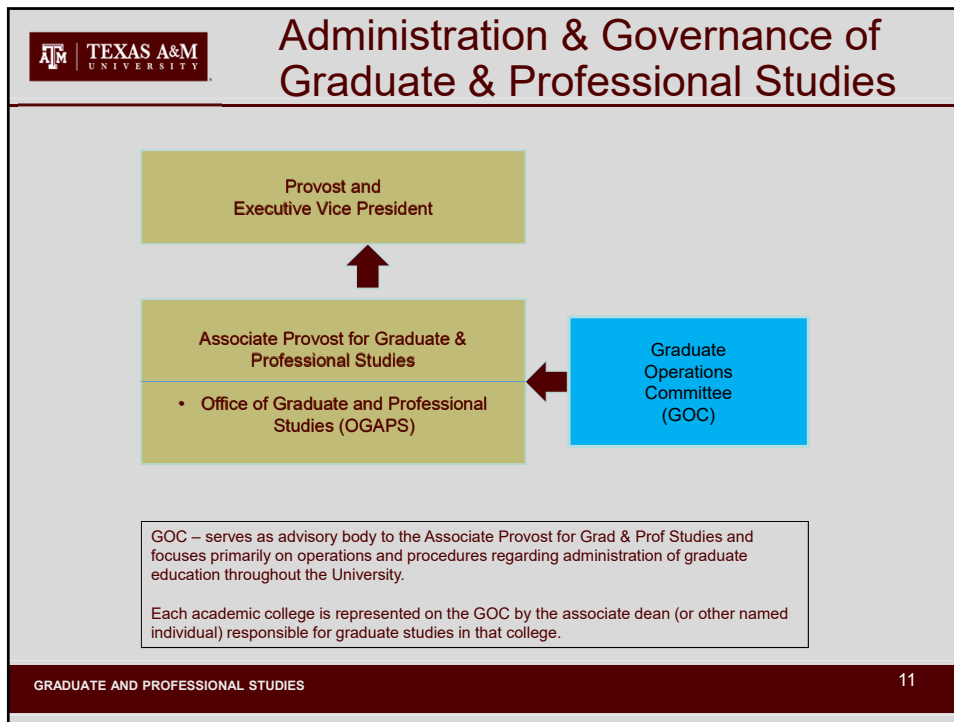 ĀM | TEXAS A&M
UNIVERSITY
Administration & Governance of
Graduate & Professional Studies
Provost and
Executive Vice President
Associate Provost for Graduate &
Professional Studies
• Office of Graduate and Professional
Studies (OGAPS)
Graduate
Operations
Committee
(GOC)
GOC – serves as advisory body to the Associate Provost for Grad & Prof Studies and
focuses primarily on operations and procedures regarding administration of graduate
education throughout the University.
Each academic college is represented on the GOC by the associate dean (or other named
individual) responsible for graduate studies in that college.
GRADUATE AND PROFESSIONAL STUDIES
11